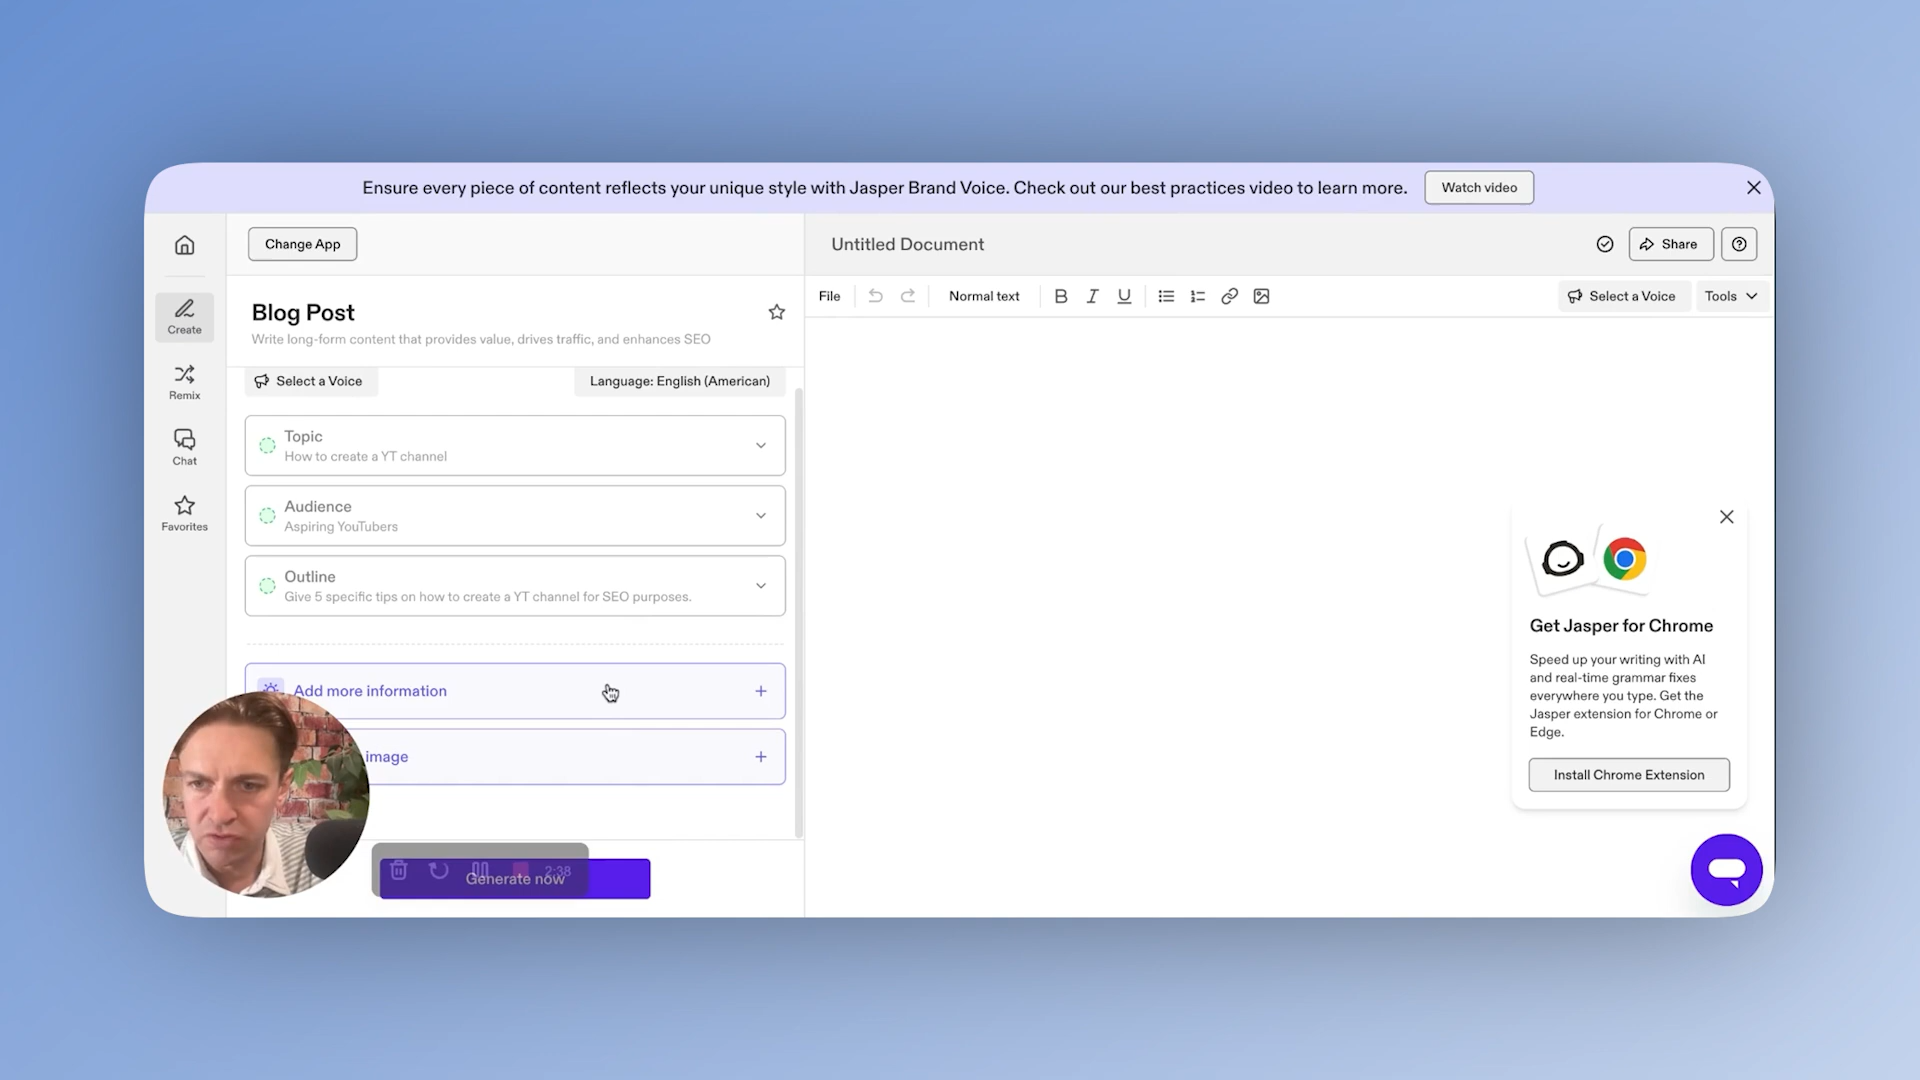 Ensure every piece of content reflects your unique style with Jasper Brand Voice. Check out our best practices video to learn more.
Watch video
Change App
Untitled Document
Share
File
Normal text
B
I
U
Select a Voice
Tools
Create
Remix
Chat
Favorites
Blog Post
Write long-form content that provides value, drives traffic, and enhances SEO
Select a Voice
Language: English (American)
Topic
How to create a YT channel
Audience
Aspiring YouTubers
Outline
Give 5 specific tips on how to create a YT channel for SEO purposes.
Add more information
image
Generate now
2:38
Get Jasper for Chrome
Speed up your writing with AI
and real-time grammar fixes
everywhere you type. Get the
Jasper extension for Chrome or
Edge.
Install Chrome Extension